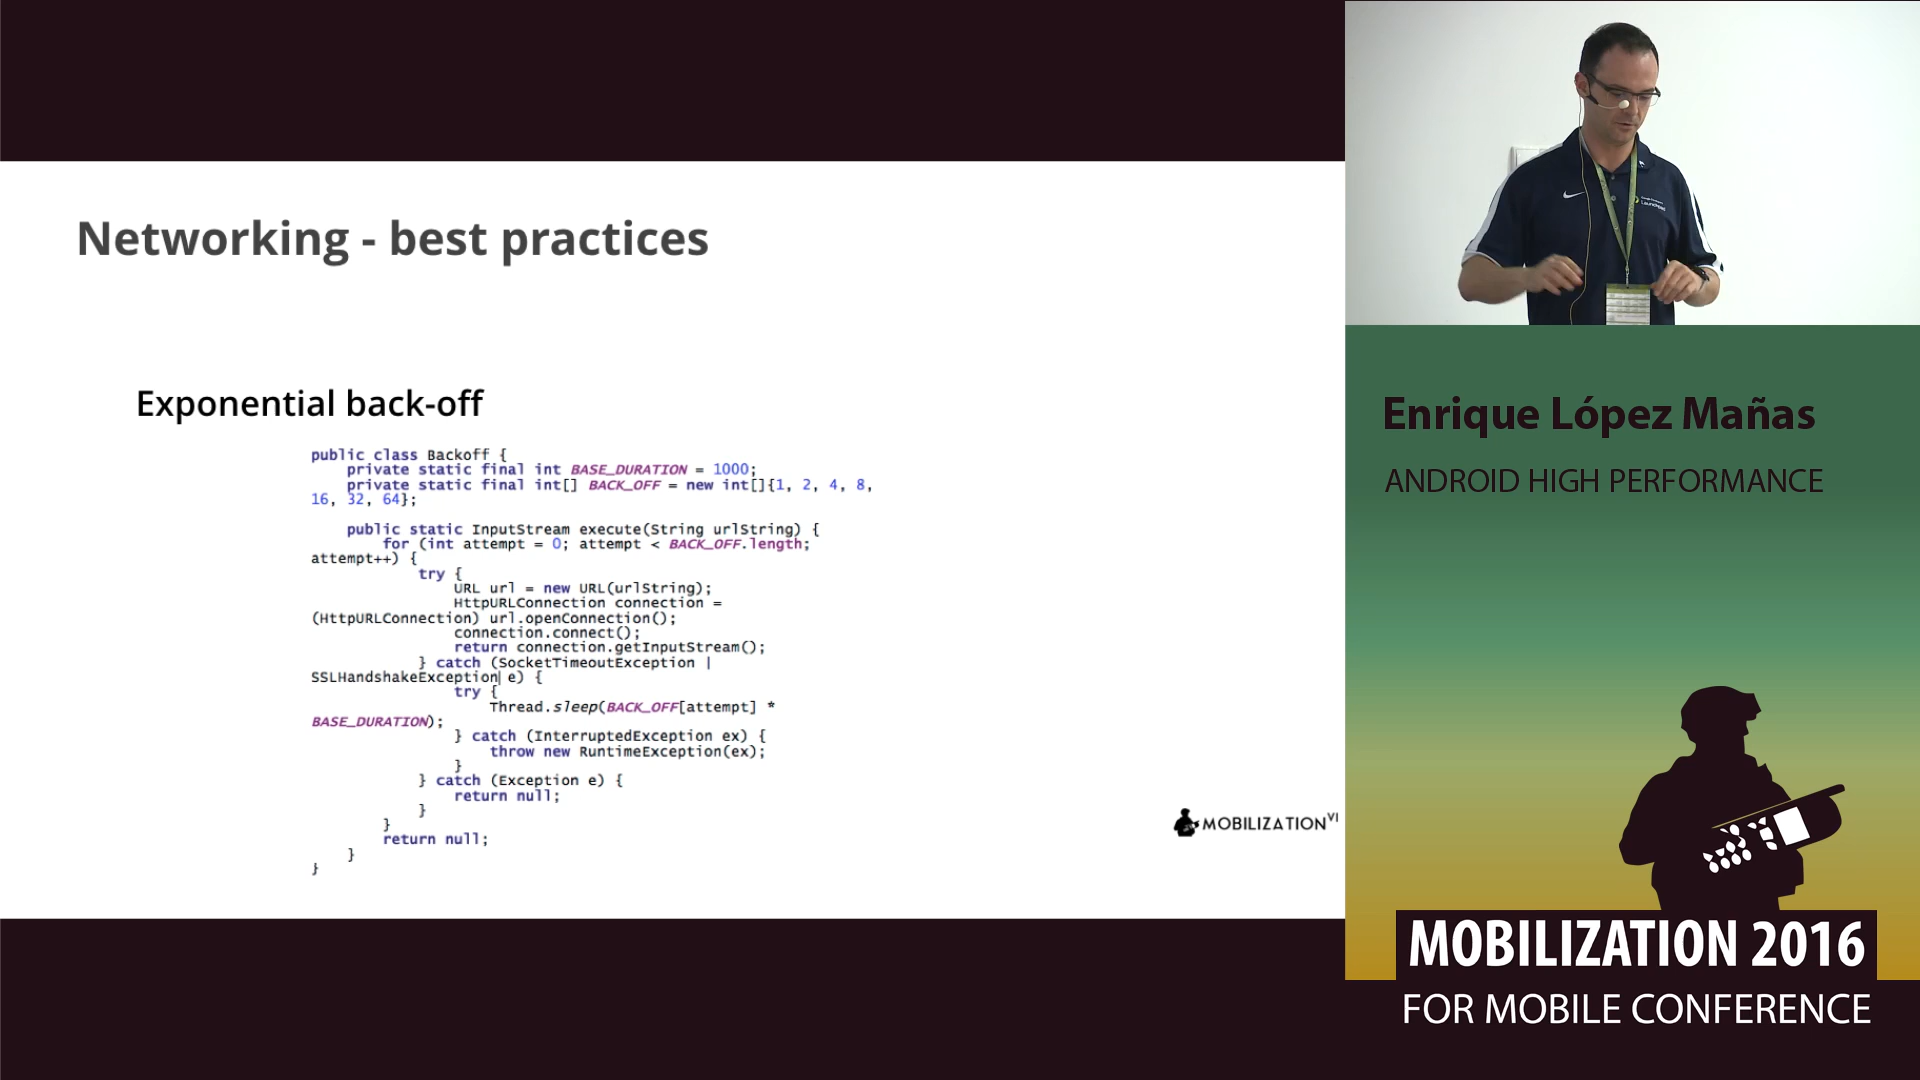 Networking - best practices
Exponential back-off
public class Backoff {
    private static final int BASE_DURATION = 1000;
    private static final int[] BACK_OFF = new int[]{1, 2, 4, 8,
16, 32, 64};
    public static InputStream execute(String urlString) {
        for (int attempt = 0; attempt < BACK_OFF.length;
attempt++) {
            try {
                URL url = new URL(urlString);
                HttpURLConnection connection =
(HttpURLConnection) url.openConnection();
                connection.connect();
                return connection.getInputStream();
            } catch (SocketTimeoutException |
SSLHandshakeException e) {
                try {
                    Thread.sleep(BACK_OFF[attempt] *
BASE_DURATION);
                } catch (InterruptedException ex) {
                    throw new RuntimeException(ex);
                }
            } catch (Exception e) {
                return null;
            }
        }
        return null;
    }
}
MOBILIZATION VI
Enrique López Mañas
ANDROID HIGH PERFORMANCE
MOBILIZATION 2016
FOR MOBILE CONFERENCE